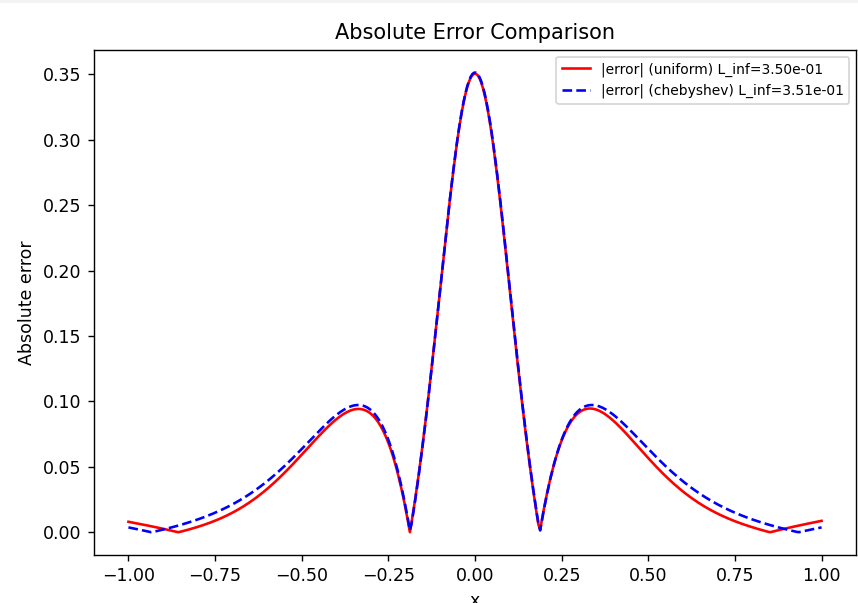 Absolute Error Comparison
|error| (uniform) L_inf=3.50e-01
|error| (chebyshev) L_inf=3.51e-01
Absolute error
0.35
0.30
0.25
0.20
0.15
0.10
0.05
0.00
−1.00 −0.75 −0.50 −0.25 0.00 0.25 0.50 0.75 1.00
x